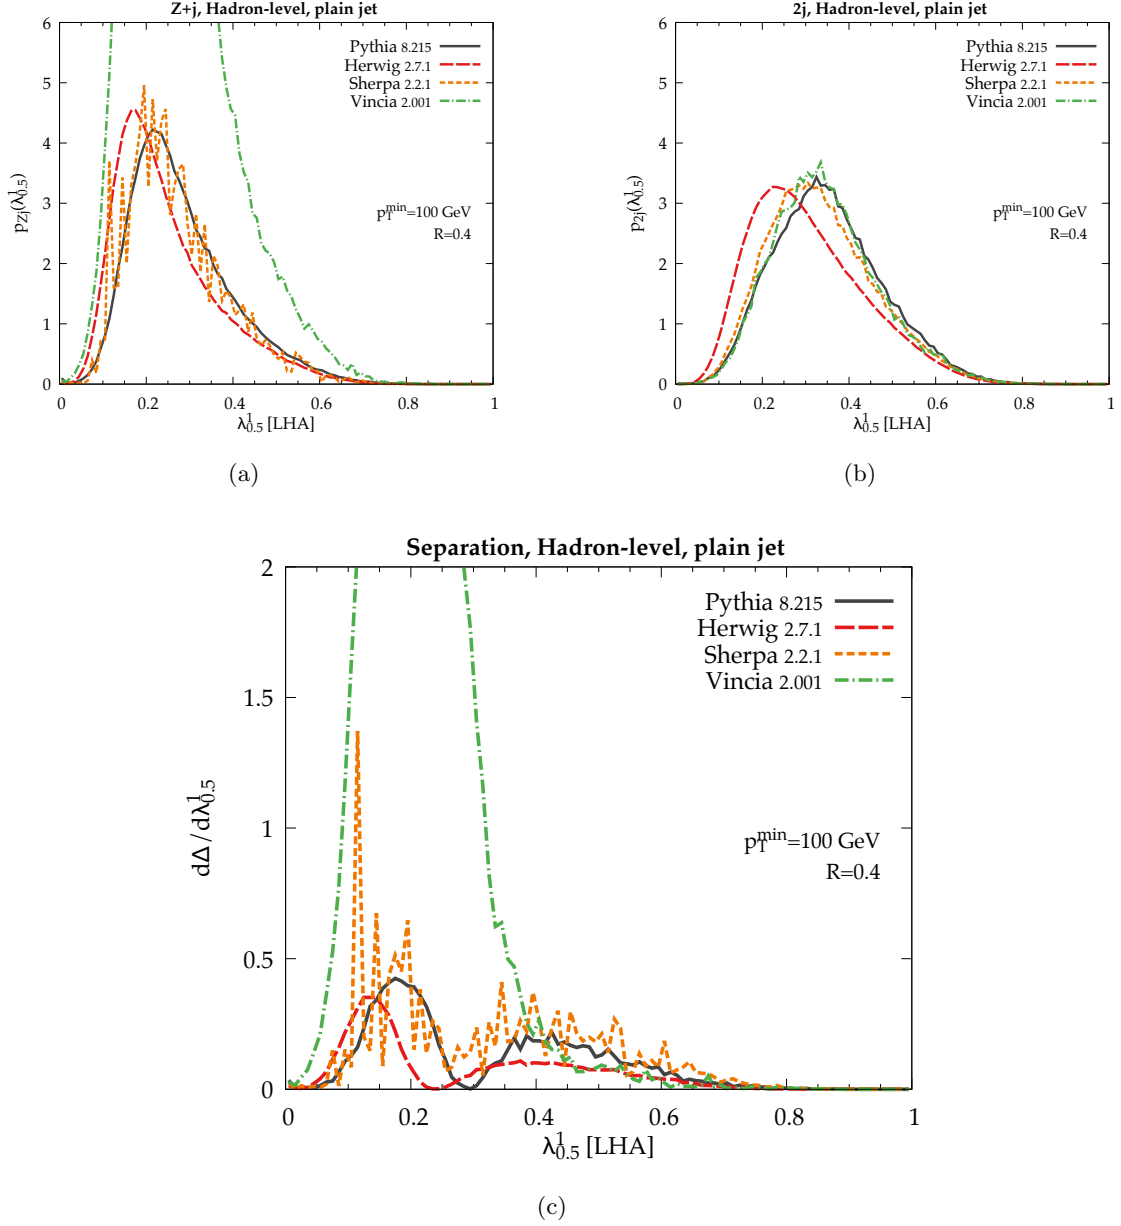 Z+j, Hadron-level, plain jet
p_Zj(λ^1_0.5)
6
5
4
3
2
1
0
Pythia 8.215
Herwig 2.7.1
Sherpa 2.2.1
Vincia 2.001
p_T^min=100 GeV
R=0.4
0 0.2 0.4 0.6 0.8 1
λ^1_0.5 [LHA]
(a)
2j, Hadron-level, plain jet
p_2j(λ^1_0.5)
6
5
4
3
2
1
0
Pythia 8.215
Herwig 2.7.1
Sherpa 2.2.1
Vincia 2.001
p_T^min=100 GeV
R=0.4
0 0.2 0.4 0.6 0.8 1
λ^1_0.5 [LHA]
(b)
Separation, Hadron-level, plain jet
dΔ/dλ^1_0.5
2
1.5
1
0.5
0
Pythia 8.215
Herwig 2.7.1
Sherpa 2.2.1
Vincia 2.001
p_T^min=100 GeV
R=0.4
0 0.2 0.4 0.6 0.8 1
λ^1_0.5 [LHA]
(c)